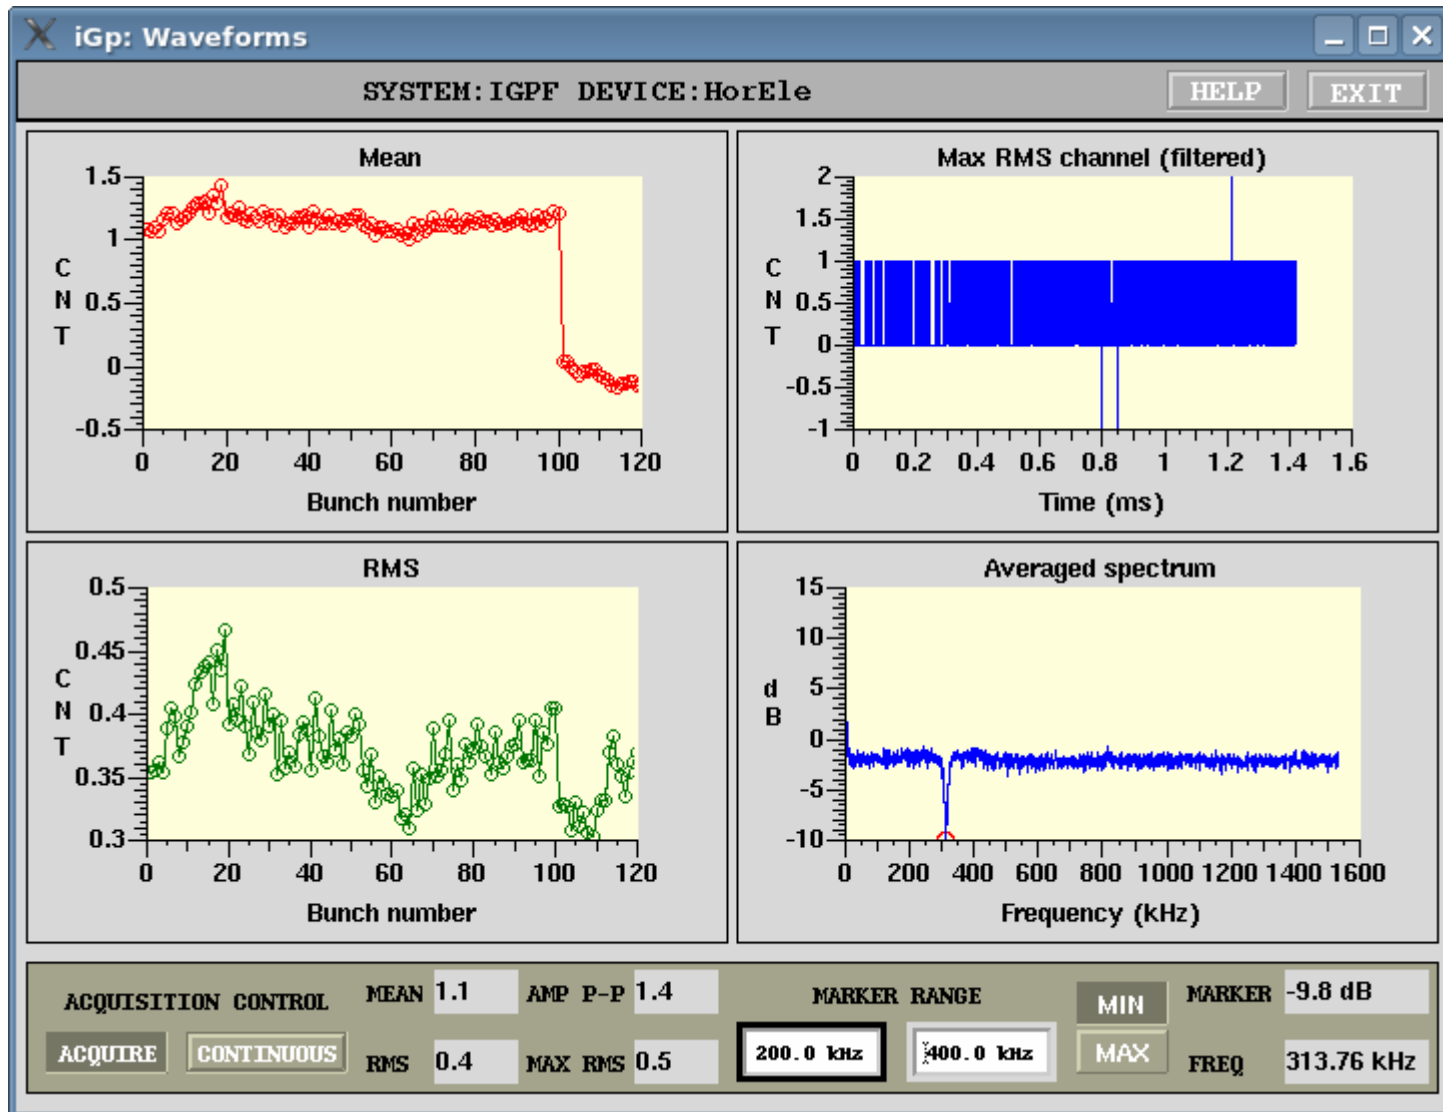 iGp: Waveforms
SYSTEM:IGPF DEVICE:HorEle
HELP
EXIT
Mean
1.5
1
0.5
0
-0.5
C
N
T
0 20 40 60 80 100 120
Bunch number
Max RMS channel (filtered)
2
1.5
1
0.5
0
-0.5
-1
C
N
T
0 0.2 0.4 0.6 0.8 1 1.2 1.4 1.6
Time (ms)
RMS
0.5
0.45
0.4
0.35
0.3
C
N
T
0 20 40 60 80 100 120
Bunch number
Averaged spectrum
15
10
5
0
-5
-10
d
B
0 200 400 600 800 1000 1200 1400 1600
Frequency (kHz)
ACQUISITION CONTROL
ACQUIRE CONTINUOUS
MEAN 1.1 AMP P-P 1.4
RMS 0.4 MAX RMS 0.5
MARKER RANGE
200.0 kHz 400.0 kHz
MIN
MAX
MARKER -9.8 dB
FREQ 313.76 kHz